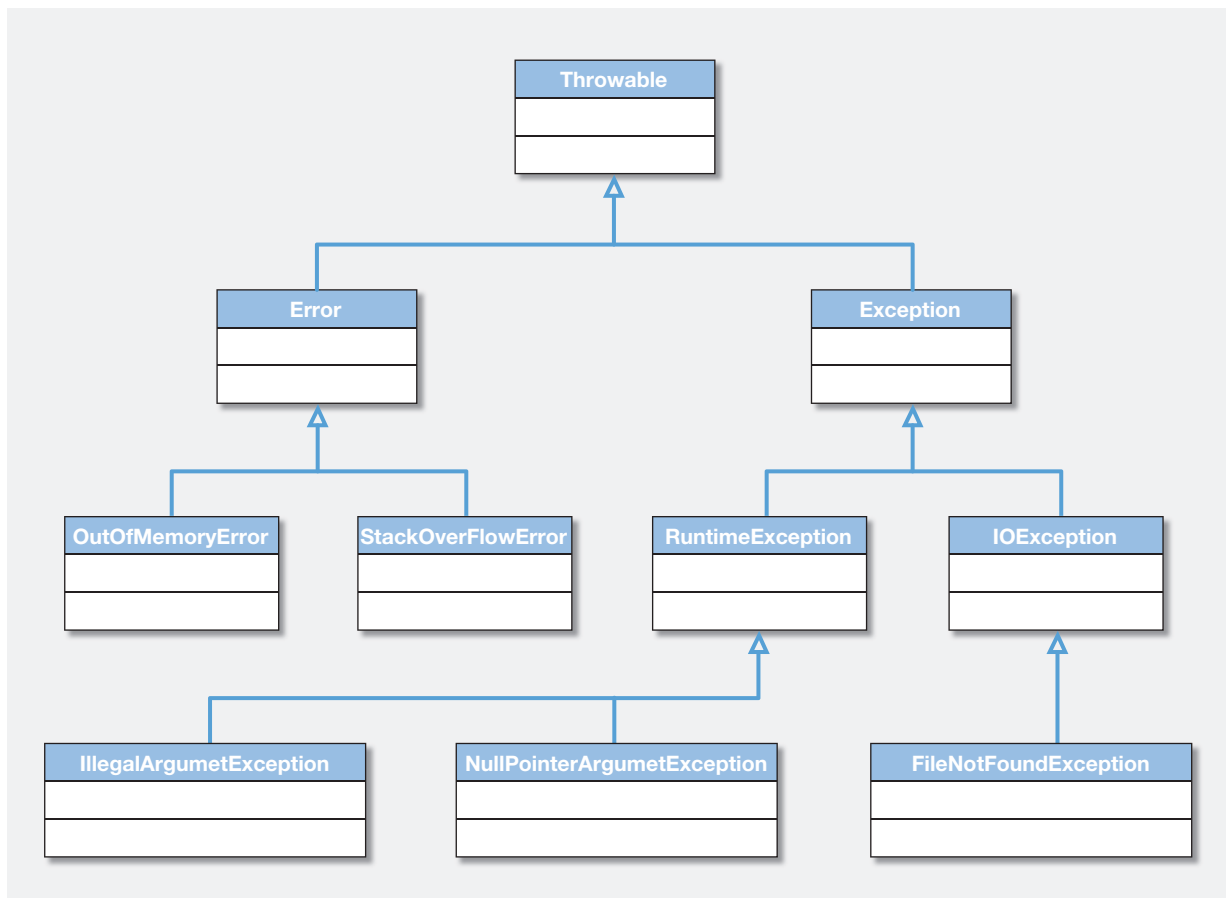 Throwable
Error
Exception
OutOfMemoryError
StackOverFlowError
RuntimeException
IOException
IllegalArgumetException
NullPointerArgumetException
FileNotFoundException